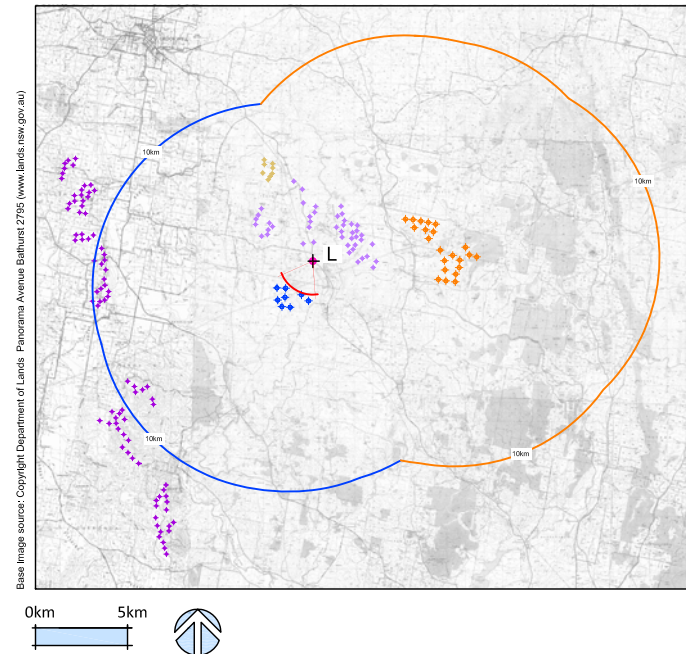 Base Image source: Copyright Department of Lands Panorama Avenue Bathurst 2795 (www.lands.nsw.gov.au)
10km
10km
L
10km
10km
0km 5km